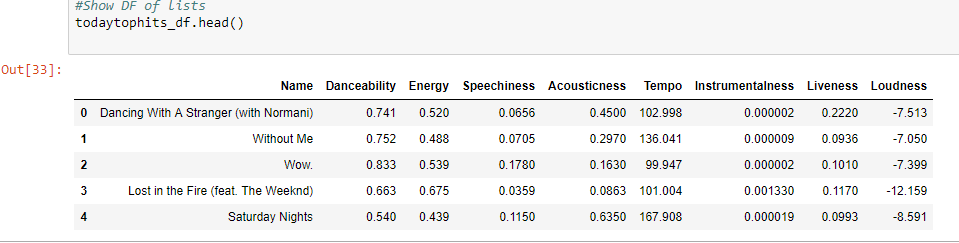 #Show DF of lists
todaytophits_df.head()
Out[33]:
Name Danceability Energy Speechiness Acousticness Tempo Instrumentalness Liveness Loudness
0 Dancing With A Stranger (with Normani) 0.741 0.520 0.0656 0.4500 102.998 0.000002 0.2220 -7.513
1 Without Me 0.752 0.488 0.0705 0.2970 136.041 0.000009 0.0936 -7.050
2 Wow. 0.833 0.539 0.1780 0.1630 99.947 0.000002 0.1010 -7.399
3 Lost in the Fire (feat. The Weeknd) 0.663 0.675 0.0359 0.0863 101.004 0.001330 0.1170 -12.159
4 Saturday Nights 0.540 0.439 0.1150 0.6350 167.908 0.000019 0.0993 -8.591